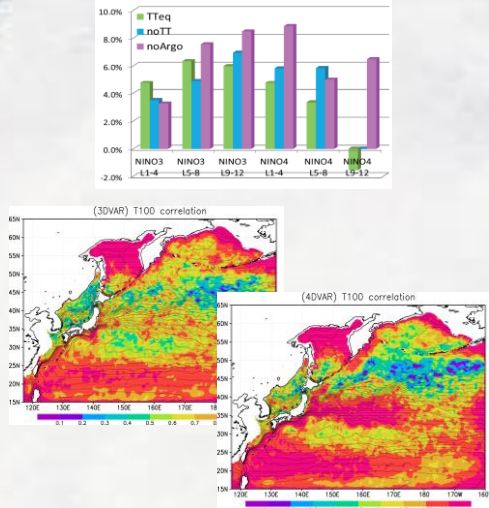 10.0%
TTeq
noTT
noArgo
8.0%
6.0%
4.0%
2.0%
0.0%
-2.0%
NINO3 NINO3 NINO3 NINO4 NINO4 NINO4
L1-4 L5-8 L9-12 L1-4 L5-8 L9-12
(3DVAR) T100 correlation
65N
60N
55N
50N
45N
40N
35N
30N
25N
20N
15N
120E 130E 140E 150E 160E 170E
0.1 0.2 0.3 0.4 0.5 0.6 0.7
(4DVAR) T100 correlation
65N
60N
55N
50N
45N
40N
35N
30N
25N
20N
15N
120E 130E 140E 150E 160E 170E 180 170W